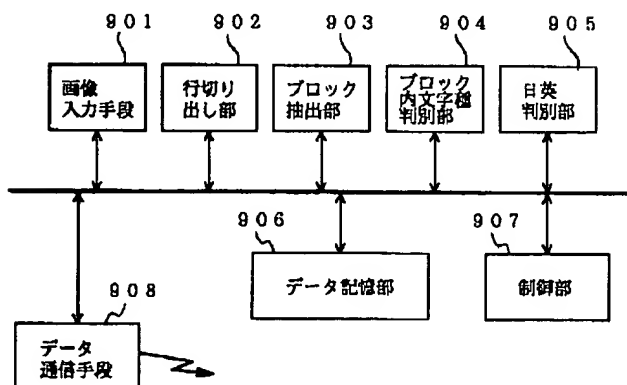 901
902
903
904
905
画像
入力手段
行切り
出し部
ブロック
抽出部
ブロック
内文字種
判別部
日英
判別部
906
データ記憶部
907
制御部
908
データ
通信手段